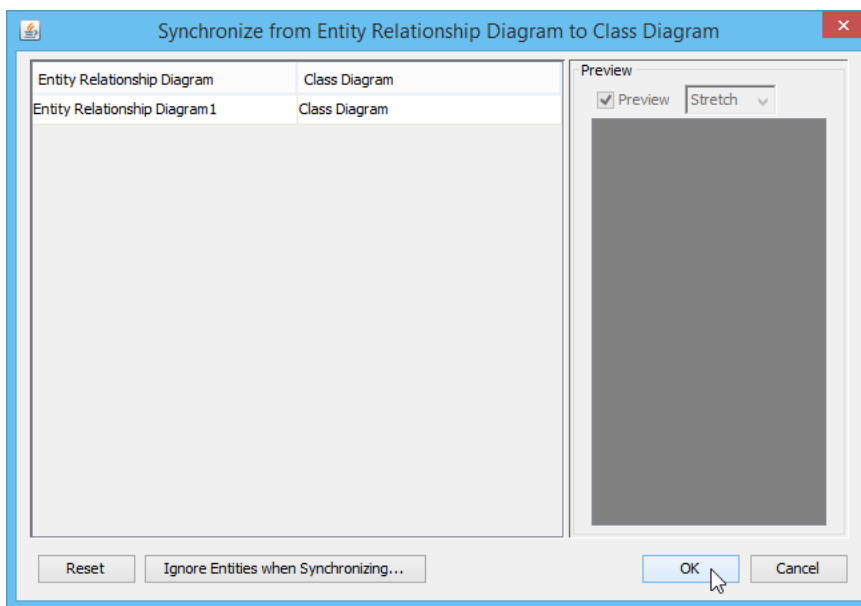 Synchronize from Entity Relationship Diagram to Class Diagram
Entity Relationship Diagram Class Diagram
Entity Relationship Diagram1 Class Diagram
Preview
Preview Stretch
Reset Ignore Entities when Synchronizing... OK Cancel